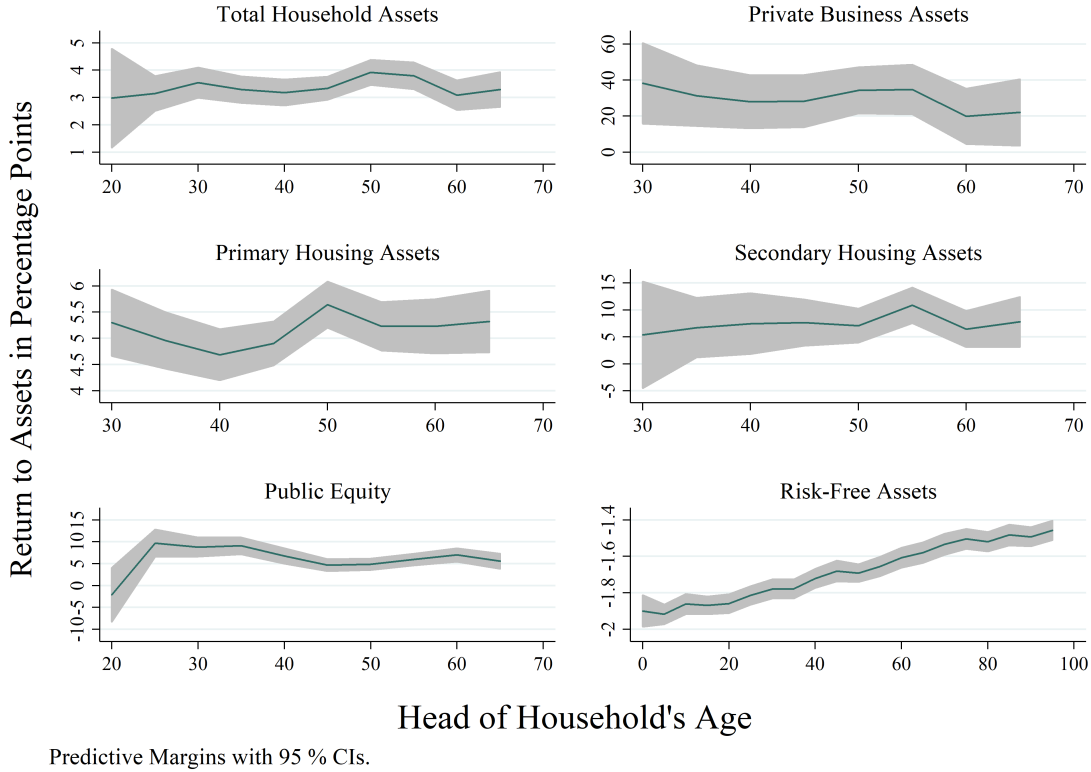 Return to Assets in Percentage Points
Total Household Assets
5
4
3
2
1
20 30 40 50 60 70
Private Business Assets
60
40
20
0
30 40 50 60 70
Primary Housing Assets
6
5.5
5
4.5
4
30 40 50 60 70
Secondary Housing Assets
15
10
5
0
-5
30 40 50 60 70
Public Equity
15
10
5
0
-5
-10
20 30 40 50 60 70
Risk-Free Assets
-1.4
-1.6
-1.8
-2
0 20 40 60 80 100
Head of Household's Age
Predictive Margins with 95 % CIs.